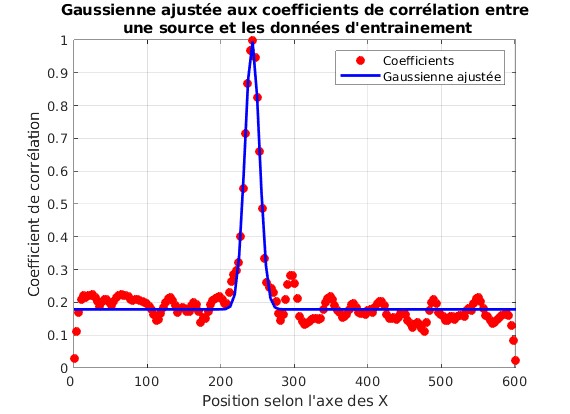 Gaussienne ajustée aux coefficients de corrélation entre
une source et les données d'entrainement
Coefficients
Gaussienne ajustée
Coefficient de corrélation
1
0.9
0.8
0.7
0.6
0.5
0.4
0.3
0.2
0.1
0
0 100 200 300 400 500 600
Position selon l'axe des X